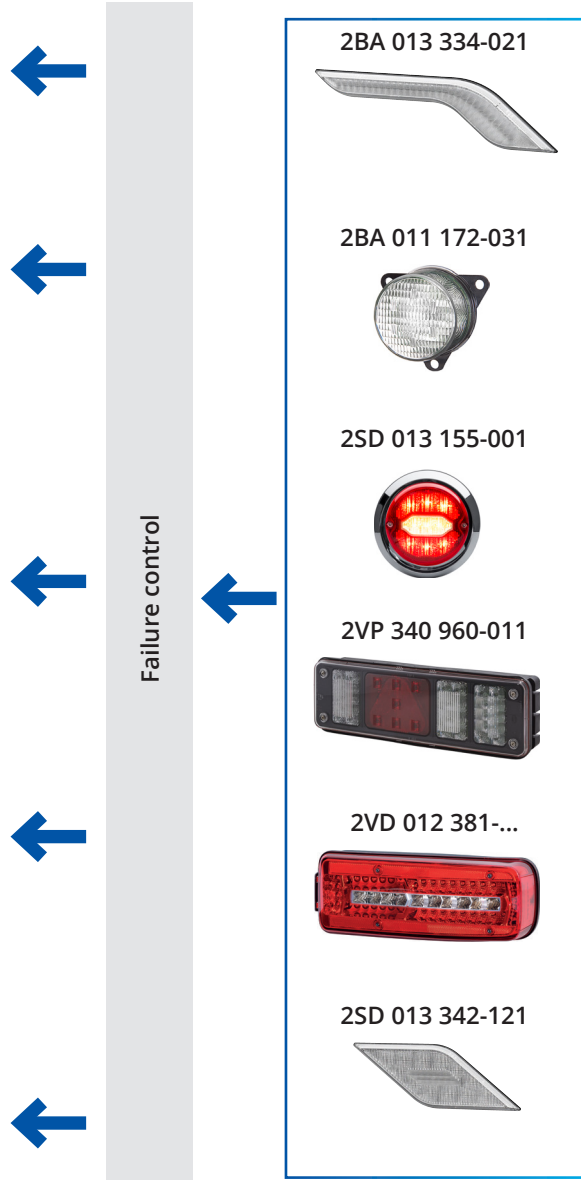 2BA 013 334-021
2BA 011 172-031
2SD 013 155-001
Failure control
2VP 340 960-011
2VD 012 381-...
2SD 013 342-121